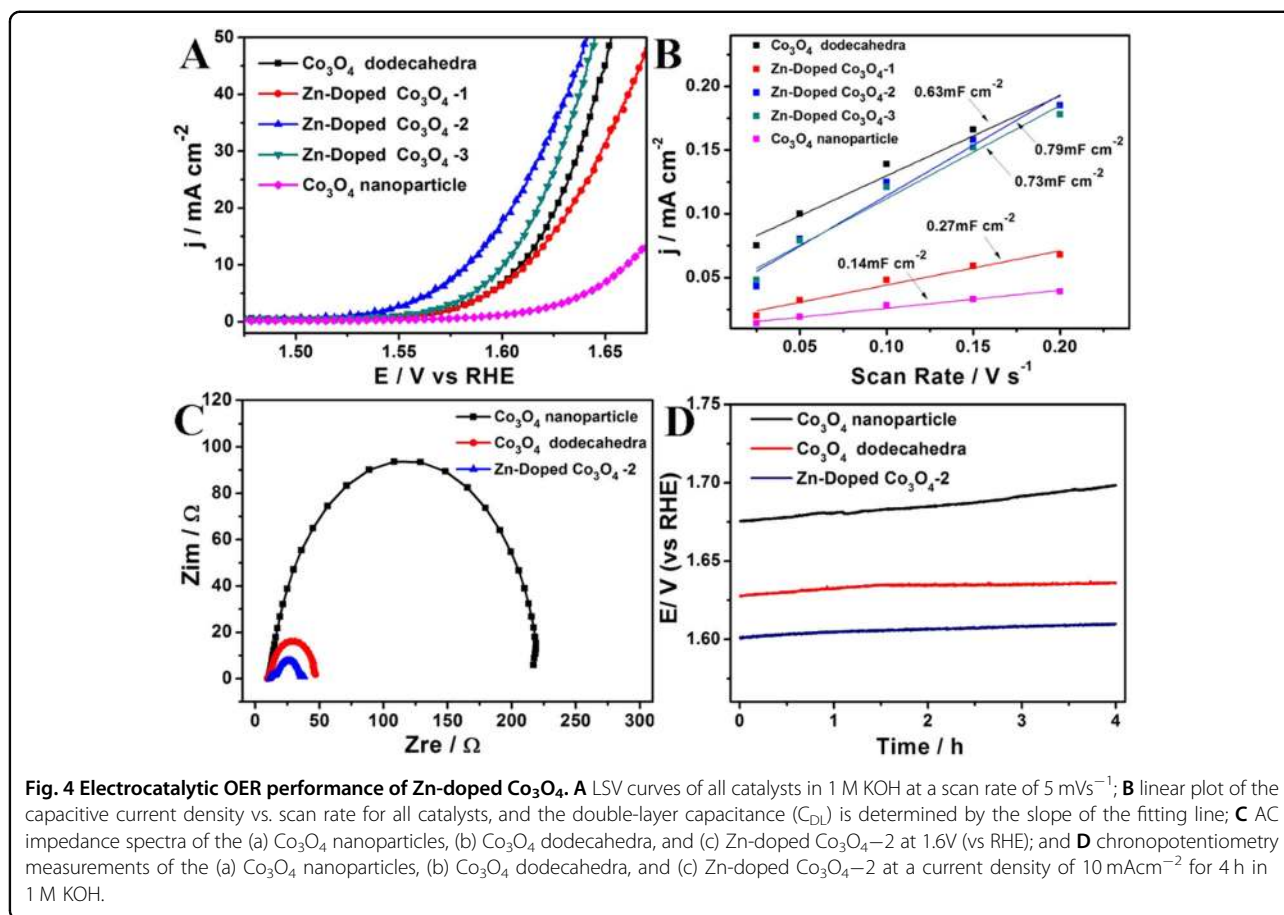 A
50
40
30
20
10
0
1.50 1.55 1.60 1.65
j / mA cm⁻²
E / V vs RHE
Co₃O₄ dodecahedra
Zn-Doped Co₃O₄ -1
Zn-Doped Co₃O₄ -2
Zn-Doped Co₃O₄ -3
Co₃O₄ nanoparticle
B
0.20
0.15
0.10
0.05
0.05 0.10 0.15 0.20
j / mA cm⁻²
Scan Rate / V s⁻¹
Co₃O₄ dodecahedra
Zn-Doped Co₃O₄-1
Zn-Doped Co₃O₄-2
Zn-Doped Co₃O₄-3
Co₃O₄ nanoparticle
0.63mF cm⁻²
0.79mF cm⁻²
0.73mF cm⁻²
0.27mF cm⁻²
0.14mF cm⁻²
C
120
100
80
60
40
20
0
0 50 100 150 200 250 300
Zim / Ω
Zre / Ω
Co₃O₄ nanoparticle
Co₃O₄ dodecahedra
Zn-Doped Co₃O₄-2
D
1.75
1.70
1.65
1.60
0 1 2 3 4
E/ V (vs RHE)
Time / h
Co₃O₄ nanoparticle
Co₃O₄ dodecahedra
Zn-Doped Co₃O₄-2
Fig. 4 Electrocatalytic OER performance of Zn-doped Co₃O₄. A LSV curves of all catalysts in 1 M KOH at a scan rate of 5 mVs⁻¹; B linear plot of the
capacitive current density vs. scan rate for all catalysts, and the double-layer capacitance (C_DL) is determined by the slope of the fitting line; C AC
impedance spectra of the (a) Co₃O₄ nanoparticles, (b) Co₃O₄ dodecahedra, and (c) Zn-doped Co₃O₄−2 at 1.6V (vs RHE); and D chronopotentiometry
measurements of the (a) Co₃O₄ nanoparticles, (b) Co₃O₄ dodecahedra, and (c) Zn-doped Co₃O₄−2 at a current density of 10 mAcm⁻² for 4 h in
1 M KOH.